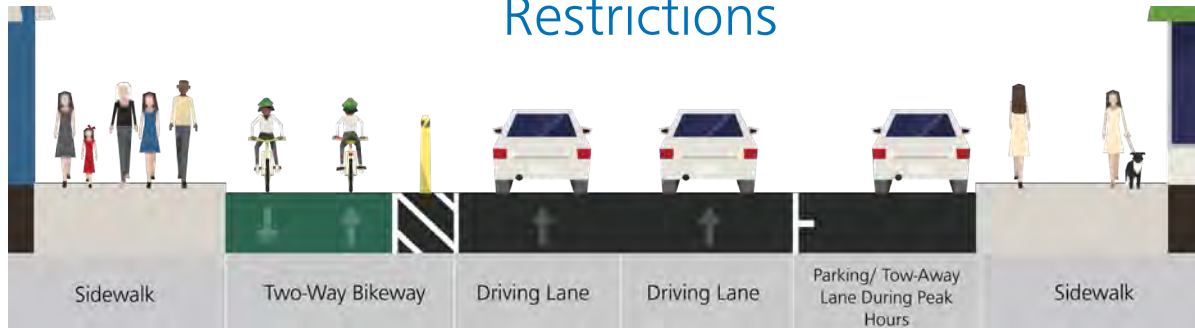 Restrictions
Sidewalk
Two-Way Bikeway
Driving Lane
Driving Lane
Parking/ Tow-Away
Lane During Peak
Hours
Sidewalk